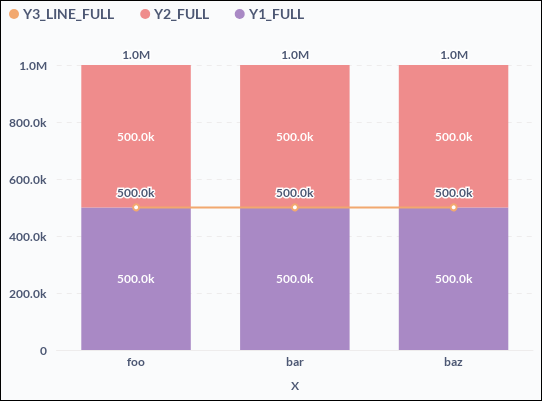 Y3_LINE_FULL Y2_FULL Y1_FULL
1.0M 1.0M 1.0M
1.0M
800.0k
500.0k 500.0k 500.0k
600.0k
500.0k 500.0k 500.0k
400.0k
500.0k 500.0k 500.0k
200.0k
0
foo bar baz
X